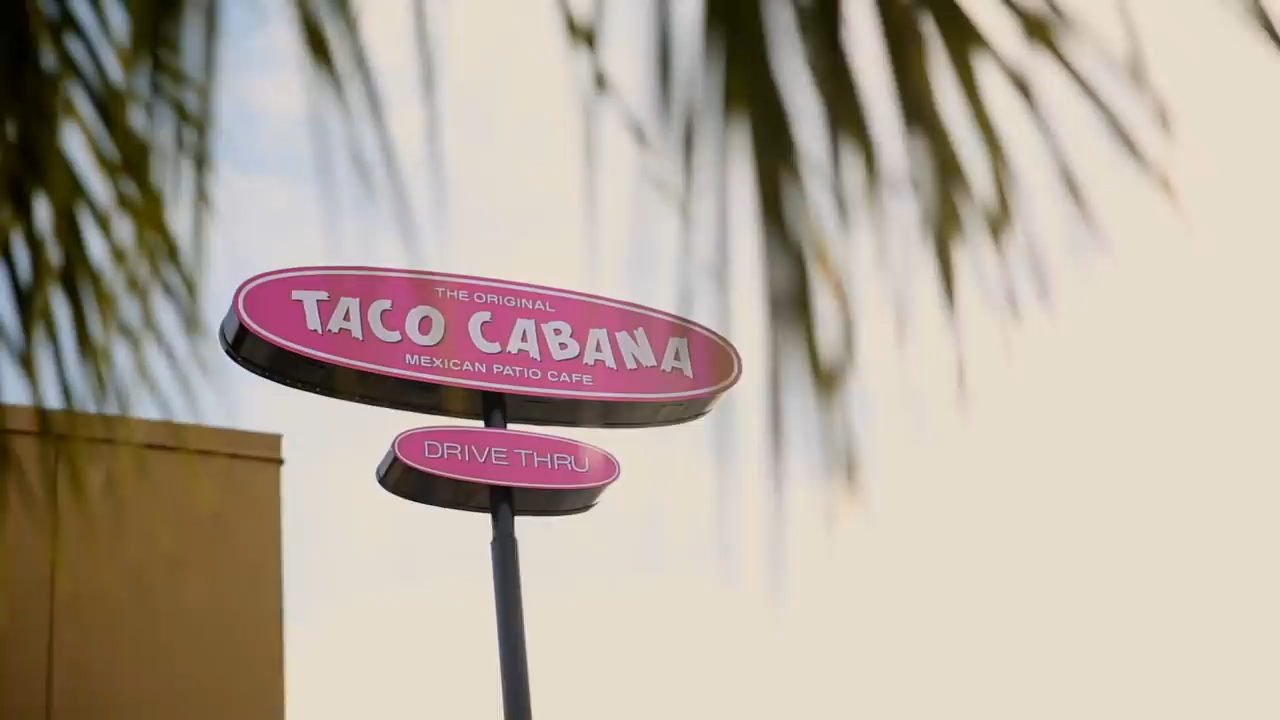 THE ORIGINAL
TACO CABANA
MEXICAN PATIO CAFE
DRIVE THRU